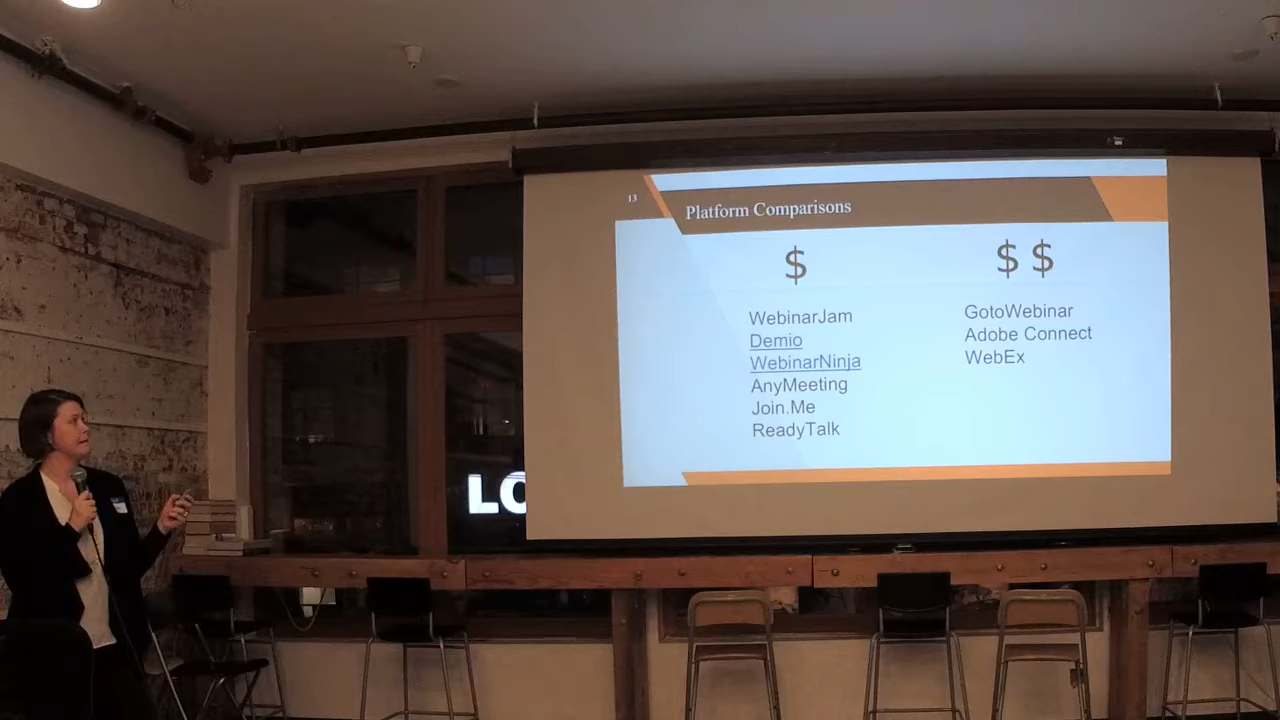 13
Platform Comparisons
$
WebinarJam
Demio
WebinarNinja
AnyMeeting
Join.Me
ReadyTalk
$ $
GotoWebinar
Adobe Connect
WebEx
LO